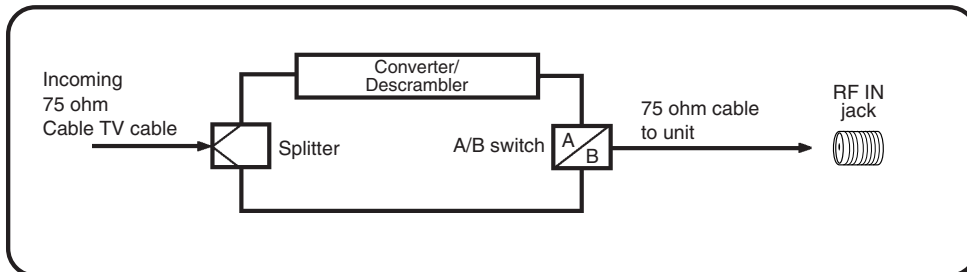 Incoming
75 ohm
Cable TV cable
Converter/
Descrambler
Splitter
A/B switch
A
B
75 ohm cable
to unit
RF IN
jack